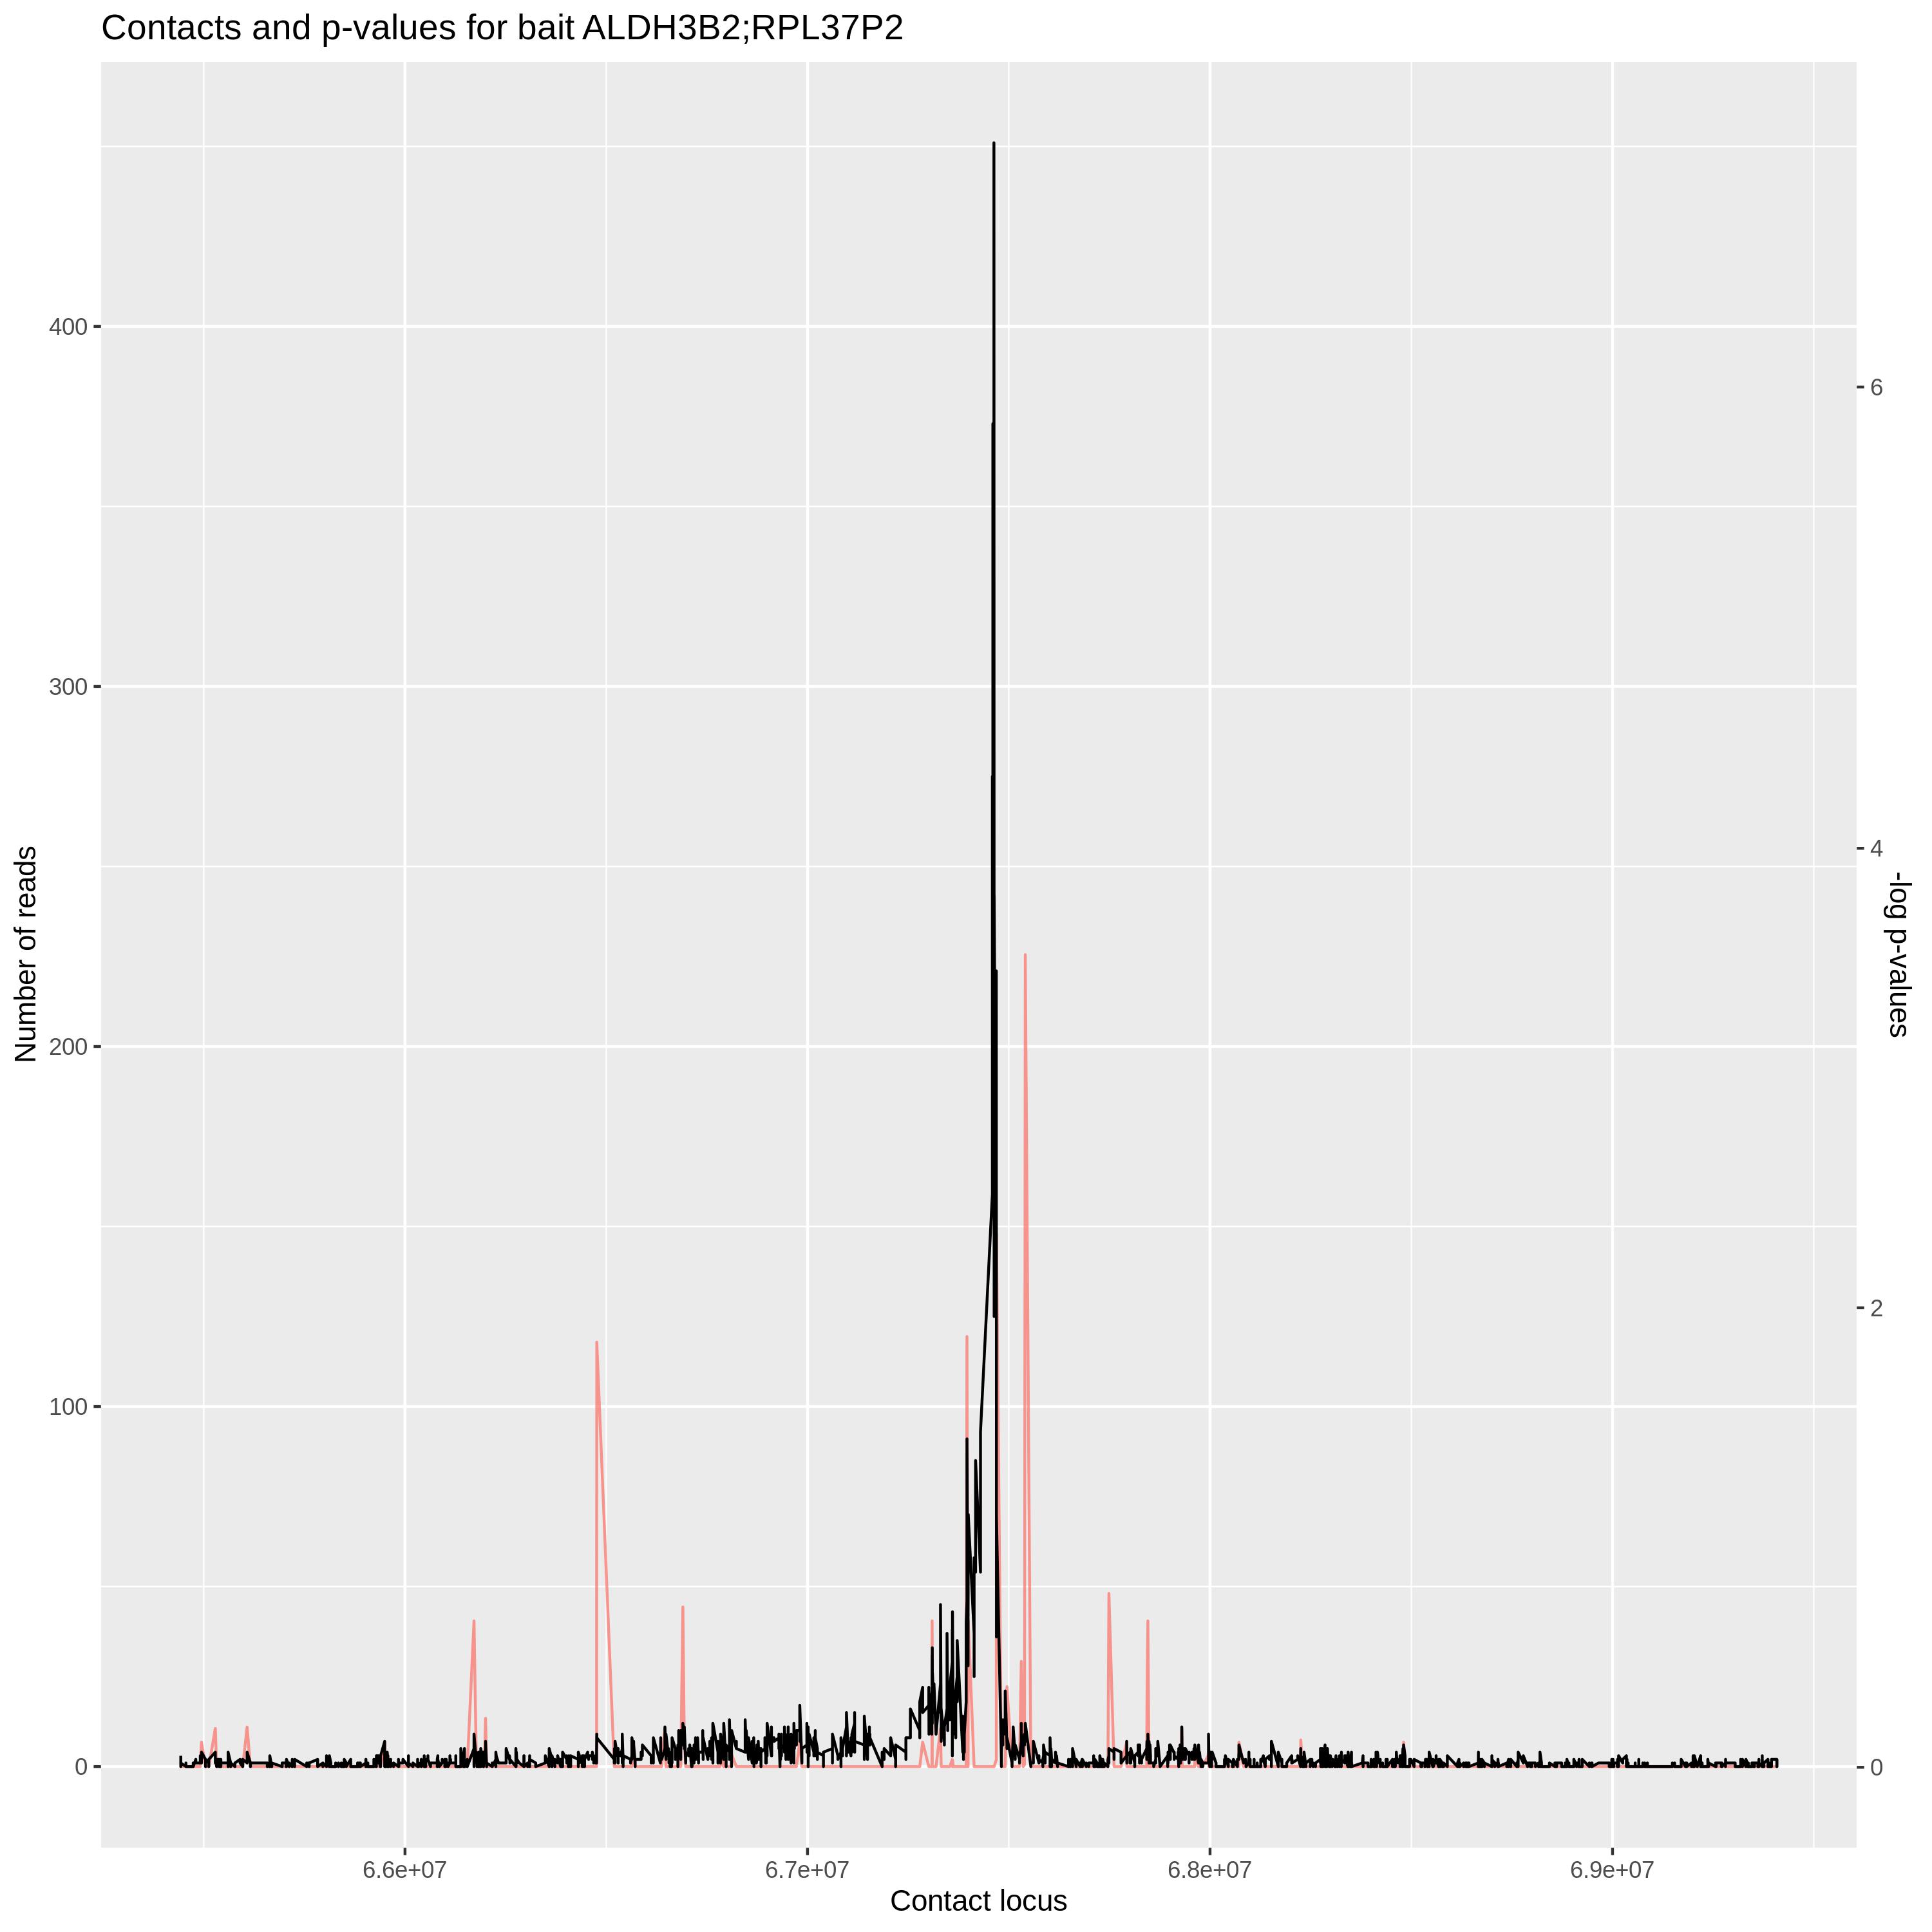 Contacts and p-values for bait ALDH3B2;RPL37P2
400
300
200
100
0
Number of reads
6
4
2
0
-log p-values
6.6e+07
6.7e+07
6.8e+07
6.9e+07
Contact locus